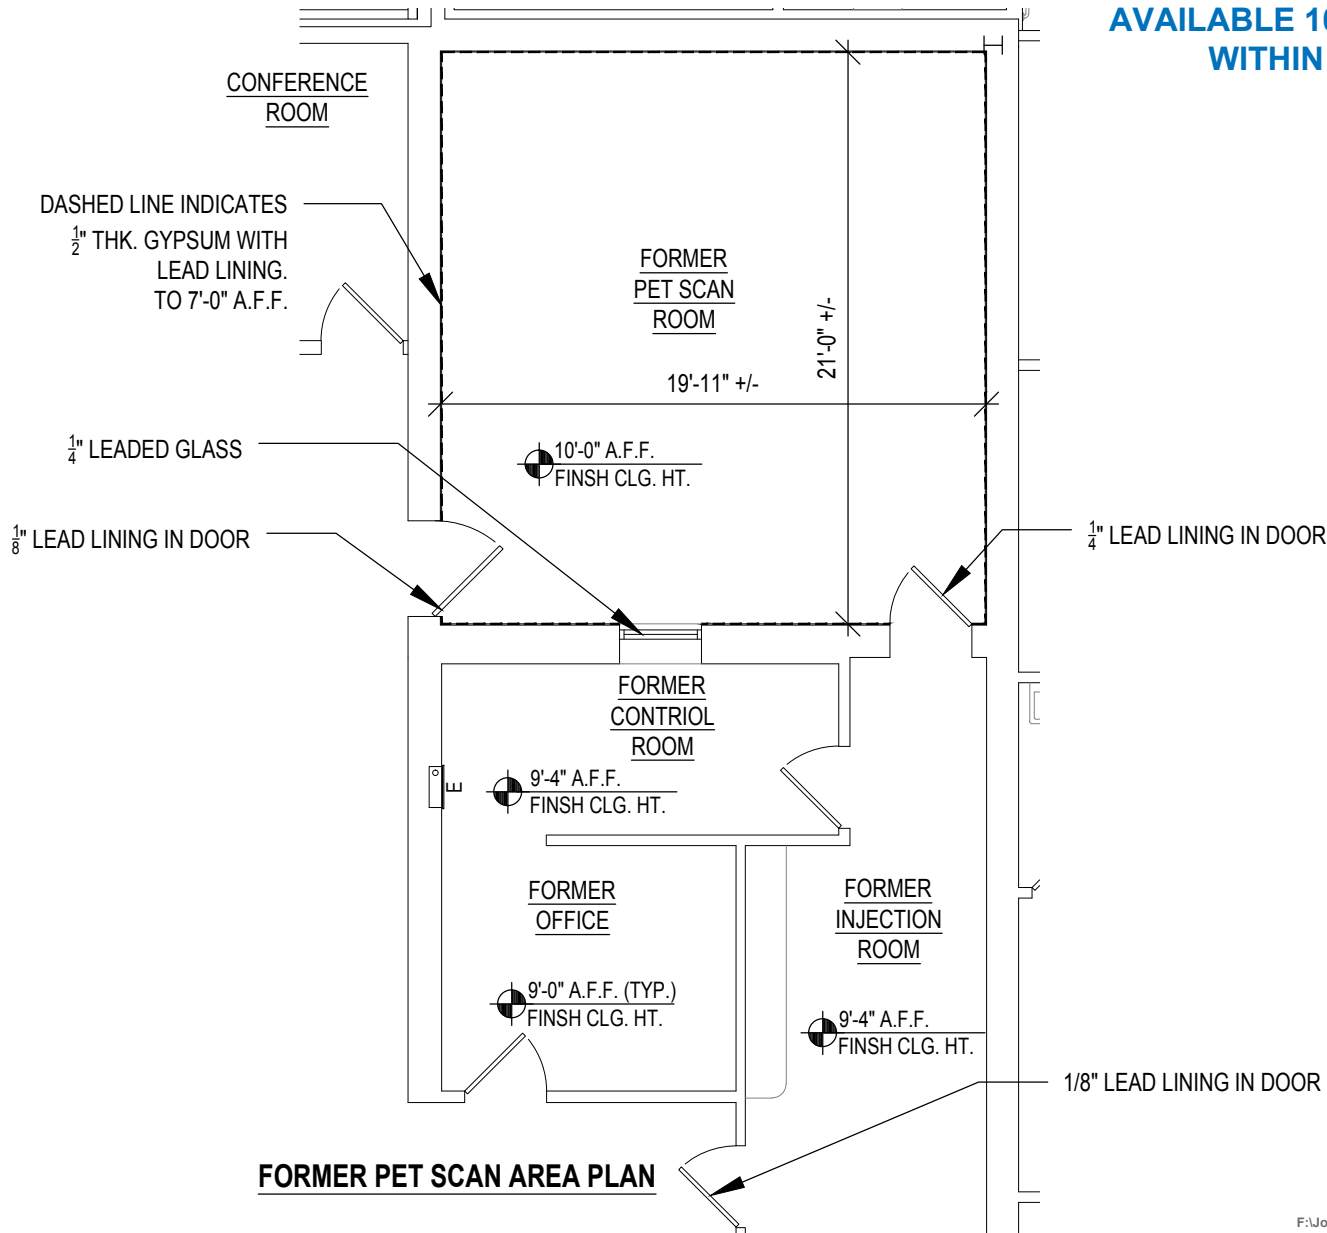 AVAILABLE 10
WITHIN
CONFERENCE
ROOM
DASHED LINE INDICATES
1/2" THK. GYPSUM WITH
LEAD LINING.
TO 7'-0" A.F.F.
FORMER
PET SCAN
ROOM
21'-0" +/-
19'-11" +/-
1/4" LEADED GLASS
10'-0" A.F.F.
FINSH CLG. HT.
1/8" LEAD LINING IN DOOR
1/4" LEAD LINING IN DOOR
FORMER
CONTRIOL
ROOM
E
9'-4" A.F.F.
FINSH CLG. HT.
FORMER
OFFICE
FORMER
INJECTION
ROOM
9'-0" A.F.F. (TYP.)
FINSH CLG. HT.
9'-4" A.F.F.
FINSH CLG. HT.
1/8" LEAD LINING IN DOOR
FORMER PET SCAN AREA PLAN
F:\Jo